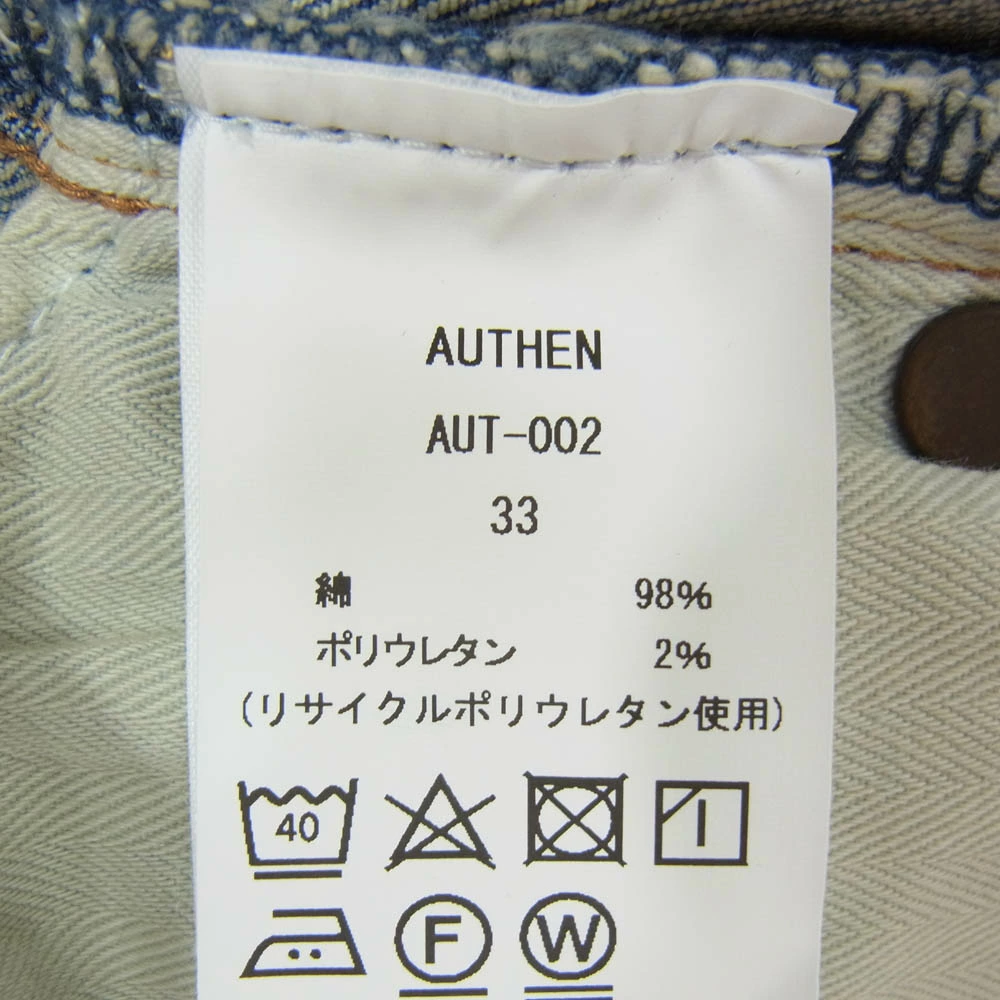 AUTHEN
AUT-002
33
綿 98%
ポリウレタン 2%
(リサイクルポリウレタン使用)
40
F W